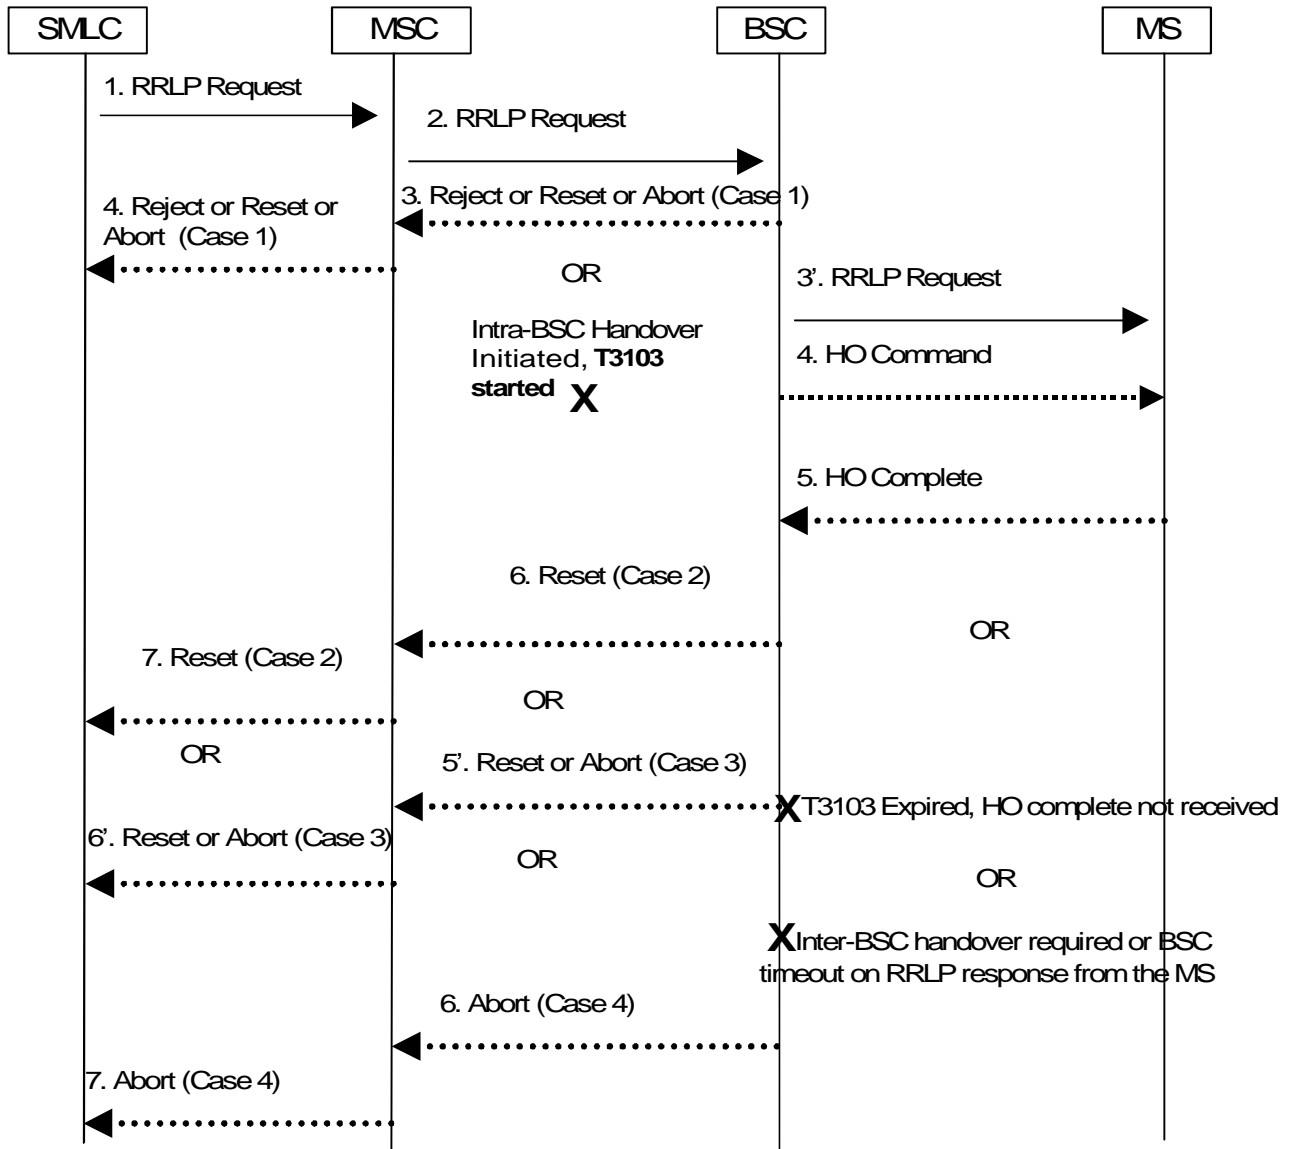 SMLC
MSC
BSC
MS
1. RRLP Request
2. RRLP Request
3. Reject or Reset or Abort (Case 1)
4. Reject or Reset or
Abort (Case 1)
OR
3’. RRLP Request
Intra-BSC Handover
Initiated, T3103
started X
4. HO Command
5. HO Complete
6. Reset (Case 2)
OR
7. Reset (Case 2)
OR
OR
5’. Reset or Abort (Case 3)
X T3103 Expired, HO complete not received
6’. Reset or Abort (Case 3)
OR
OR
X Inter-BSC handover required or BSC
timeout on RRLP response from the MS
6. Abort (Case 4)
7. Abort (Case 4)